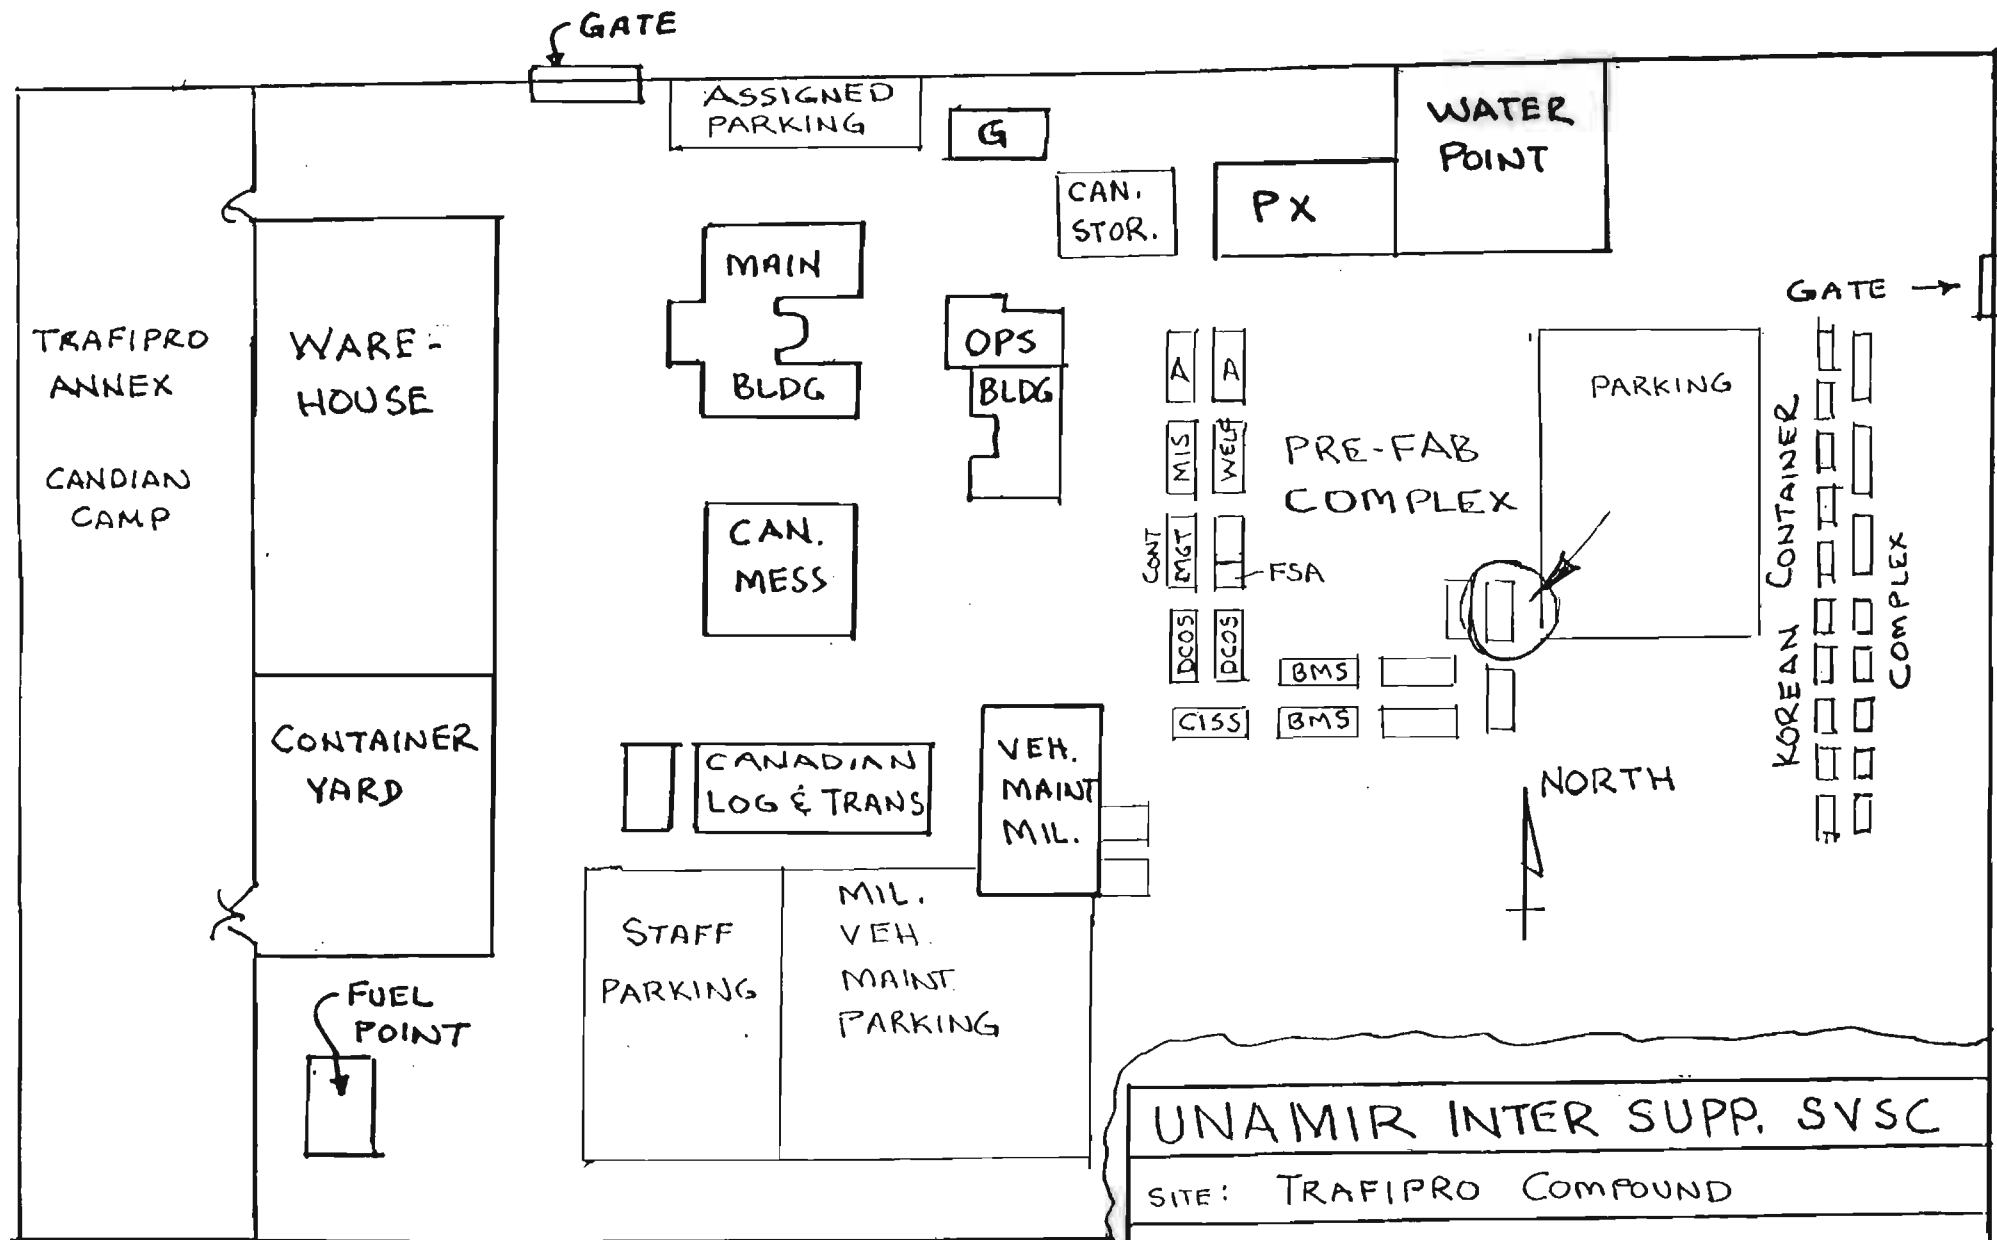 GATE
ASSIGNED
PARKING
G
WATER
POINT
CAN.
STOR.
PX
MAIN
BLDG
OPS
BLDG
GATE
TRAFIPRO
ANNEX
CANDIAN
CAMP
WARE-
HOUSE
A
A
MIS
WELF
CONT
MGT
FSA
DCOS
DCOS
PRE-FAB
COMPLEX
PARKING
KOREAN CONTAINER
COMPLEX
CAN.
MESS
BMS
CISS
BMS
CONTAINER
YARD
CANADIAN
LOG & TRANS
VEH.
MAINT
MIL.
NORTH
STAFF
PARKING
MIL.
VEH.
MAINT.
PARKING
FUEL
POINT
UNAMIR INTER SUPP. SVSC
SITE: TRAFIPRO COMPOUND